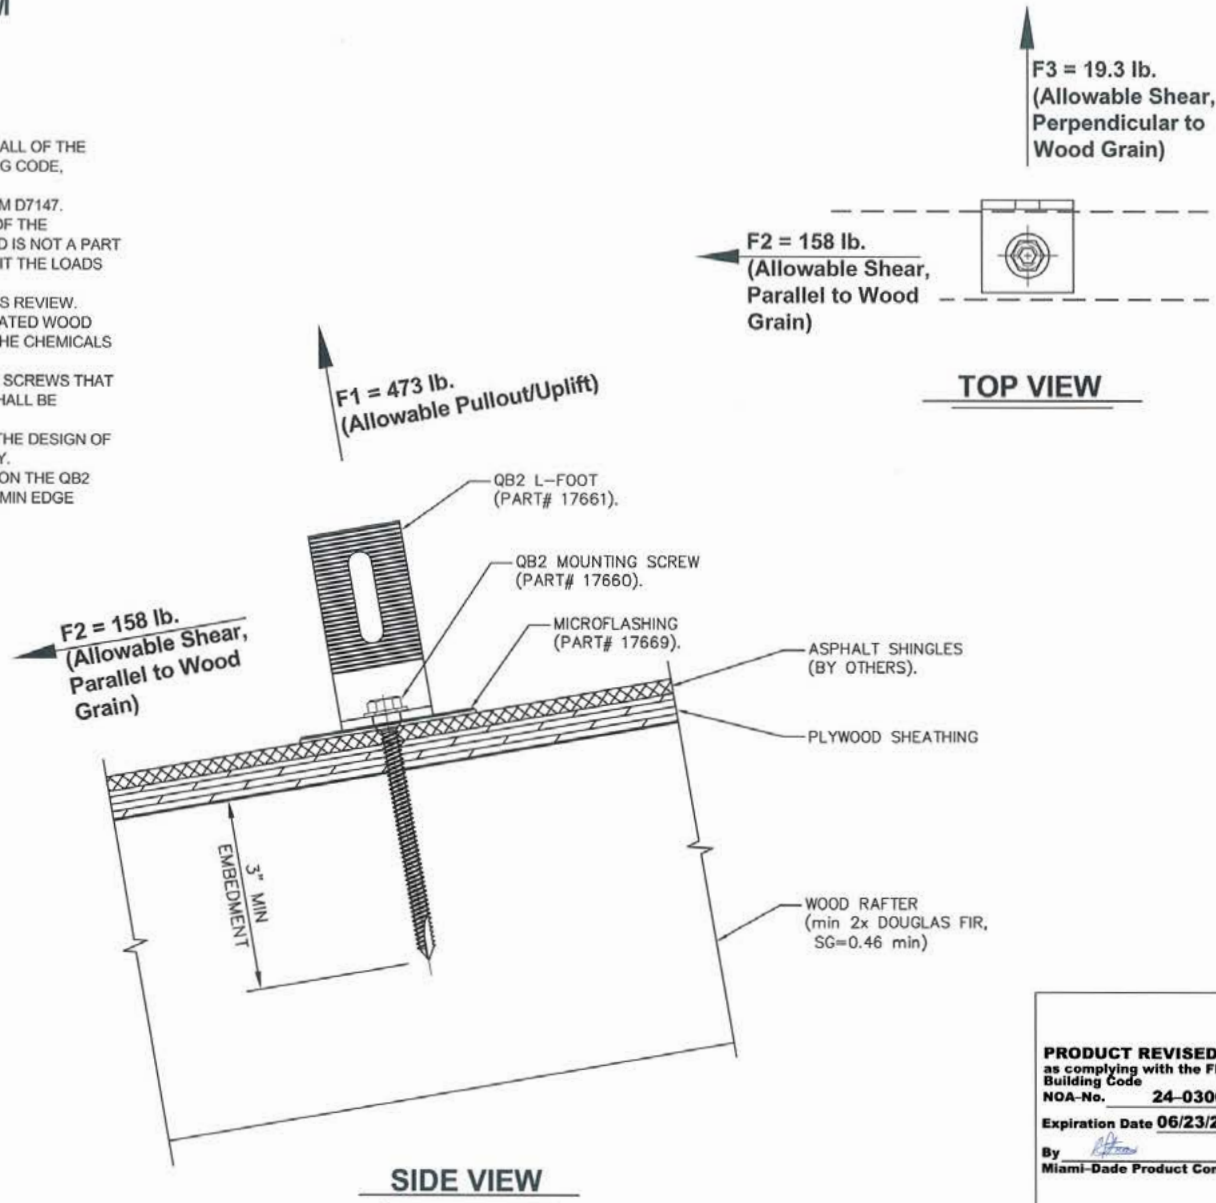 ALL OF THE
G CODE,
M D7147.
OF THE
D IS NOT A PART
IT THE LOADS
S REVIEW.
ATED WOOD
HE CHEMICALS
SCREWS THAT
HALL BE
THE DESIGN OF
Y.
ON THE QB2
MIN EDGE
F3 = 19.3 lb.
(Allowable Shear,
Perpendicular to
Wood Grain)
F2 = 158 lb.
(Allowable Shear,
Parallel to Wood
Grain)
TOP VIEW
F1 = 473 lb.
(Allowable Pullout/Uplift)
QB2 L-FOOT
(PART# 17661).
QB2 MOUNTING SCREW
(PART# 17660).
MICROFLASHING
(PART# 17669).
F2 = 158 lb.
(Allowable Shear,
Parallel to Wood
Grain)
ASPHALT SHINGLES
(BY OTHERS).
PLYWOOD SHEATHING
3" MIN
EMBEDMENT
WOOD RAFTER
(min 2x DOUGLAS FIR,
SG=0.46 min)
SIDE VIEW
PRODUCT REVISED
as complying with the Fl
Building Code
NOA-No. 24-030
Expiration Date 06/23/2
By
Miami-Dade Product Con